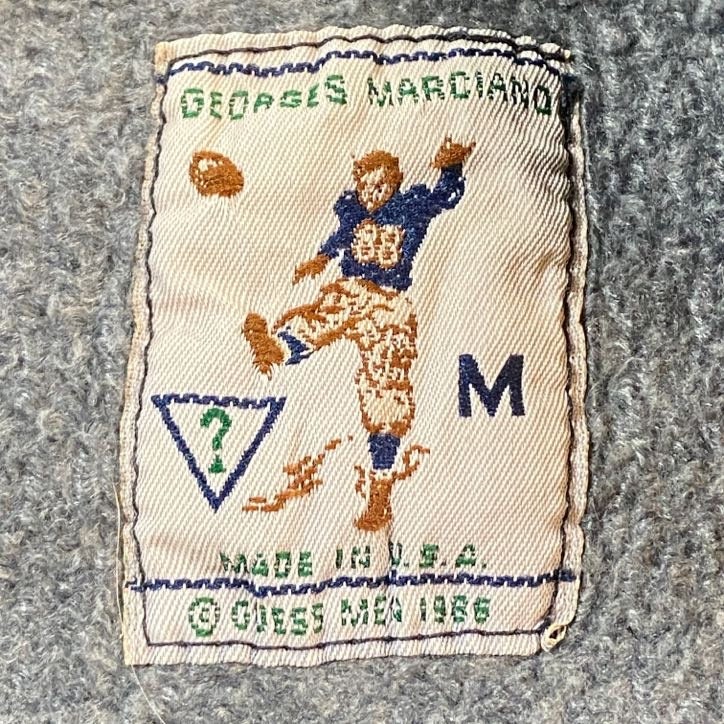 GEORGES MARCIANO
?
M
MADE IN U.S.A.
© GUESS MEN 1986